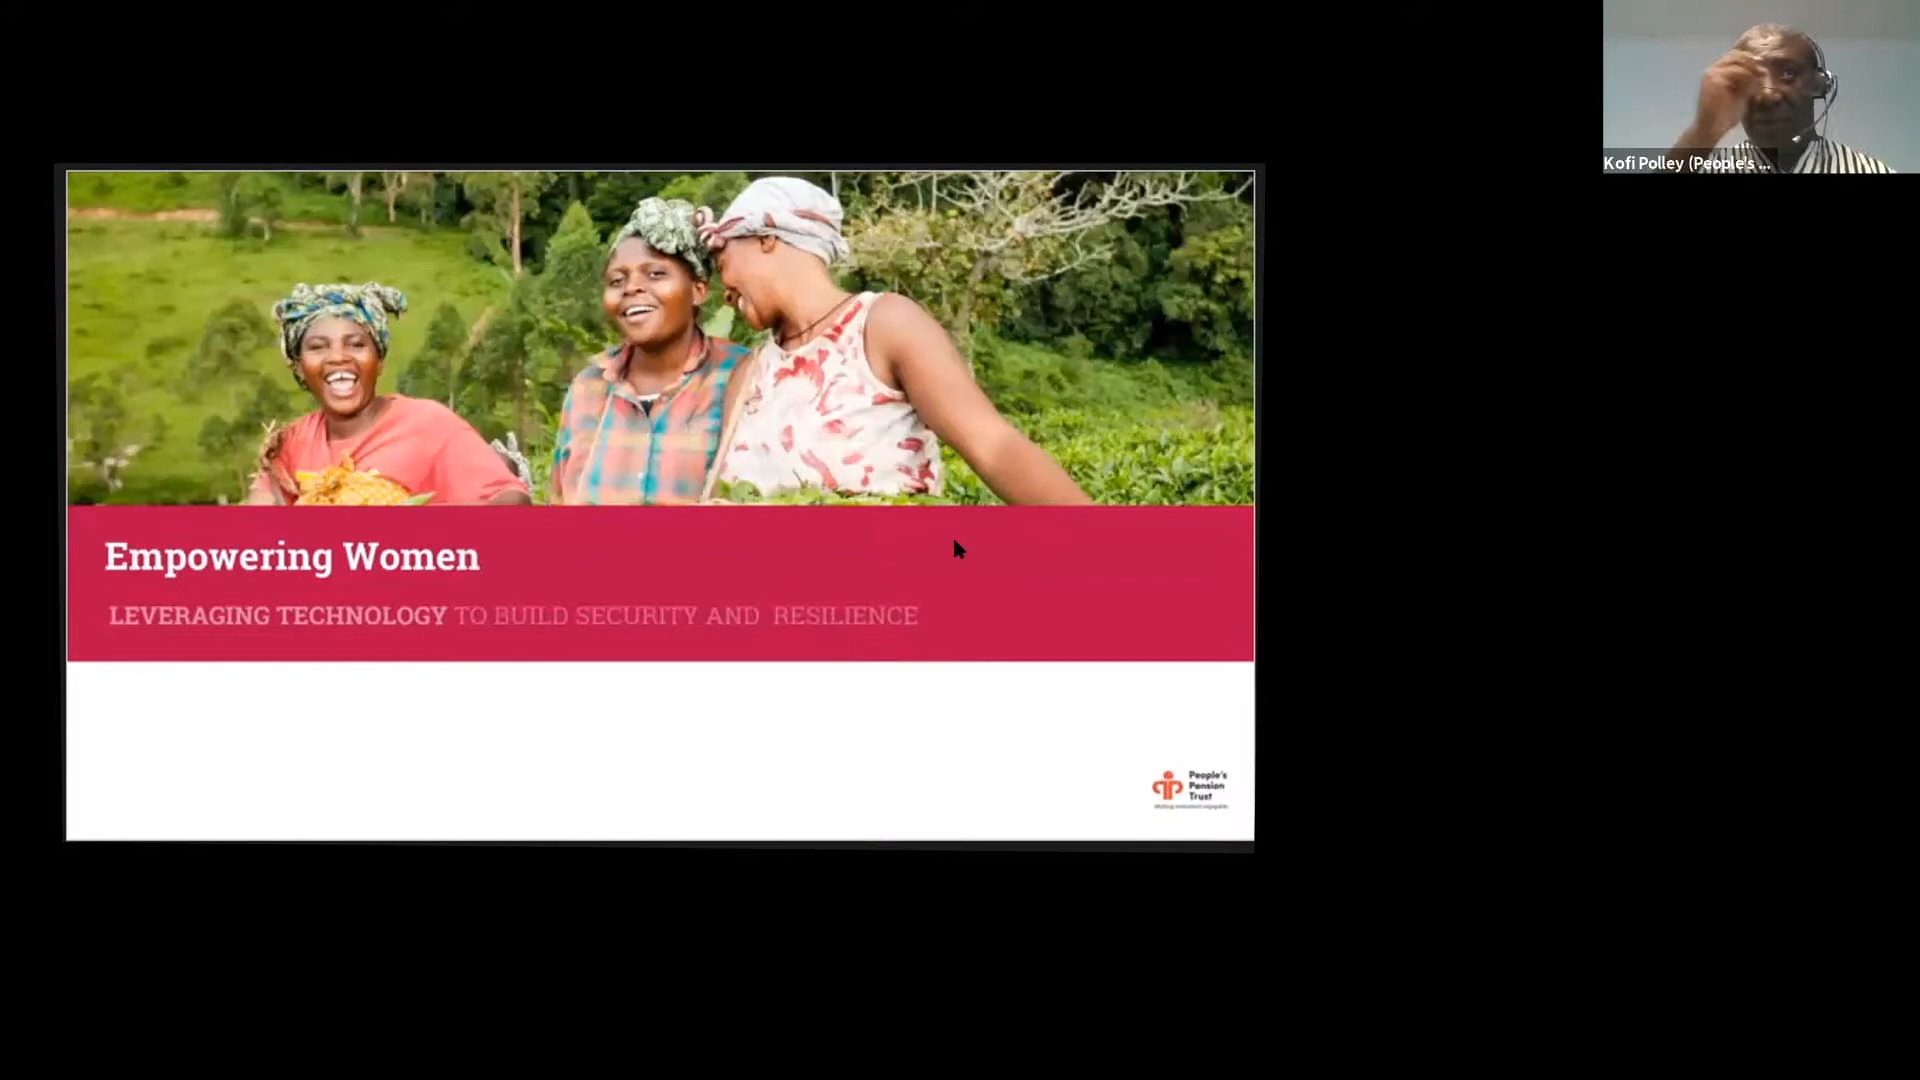 Kofi Polley (People's ...
Empowering Women
LEVERAGING TECHNOLOGY TO BUILD SECURITY AND RESILIENCE
People's
Pension
Trust